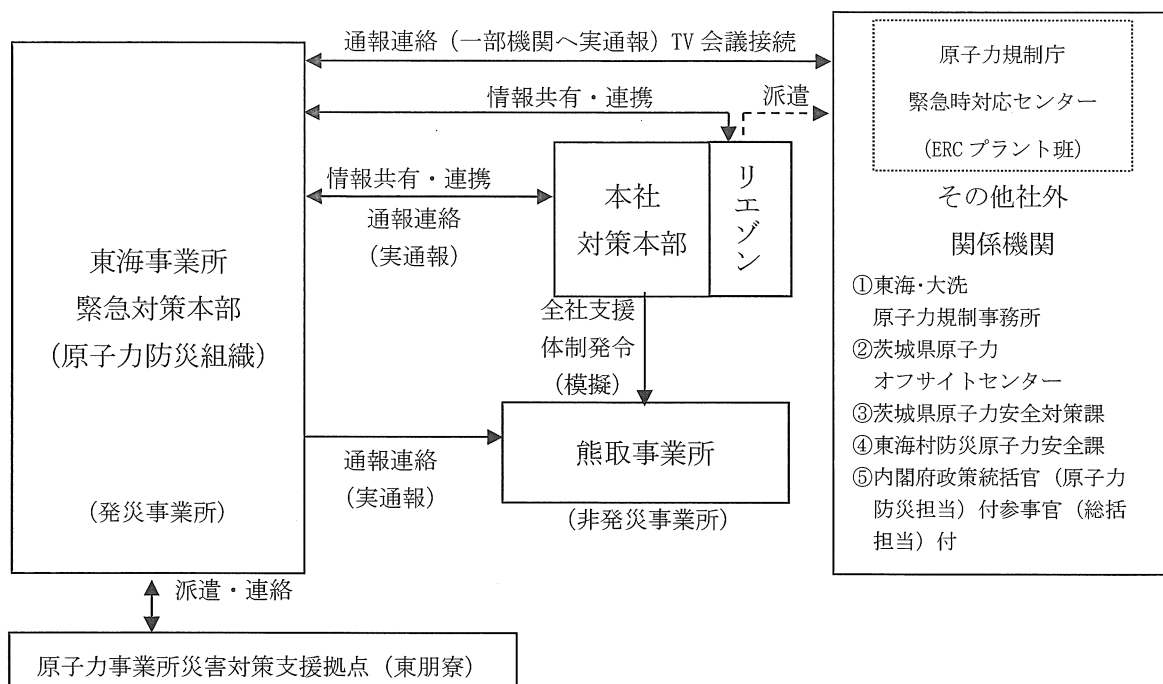 通報連絡（一部機関へ実通報）TV 会議接続
情報共有・連携
派遣
情報共有・連携
通報連絡
（実通報）
東海事業所
緊急対策本部
（原子力防災組織）
（発災事業所）
本社
対策本部
リエゾン
全社支援
体制発令
（模擬）
通報連絡
（実通報）
熊取事業所
（非発災事業所）
派遣・連絡
原子力事業所災害対策支援拠点（東朋寮）
原子力規制庁
緊急時対応センター
（ERC プラント班）
その他社外
関係機関
①東海・大洗
原子力規制事務所
②茨城県原子力
オフサイトセンター
③茨城県原子力安全対策課
④東海村防災原子力安全課
⑤内閣府政策統括官（原子力
防災担当）付参事官（総括
担当）付